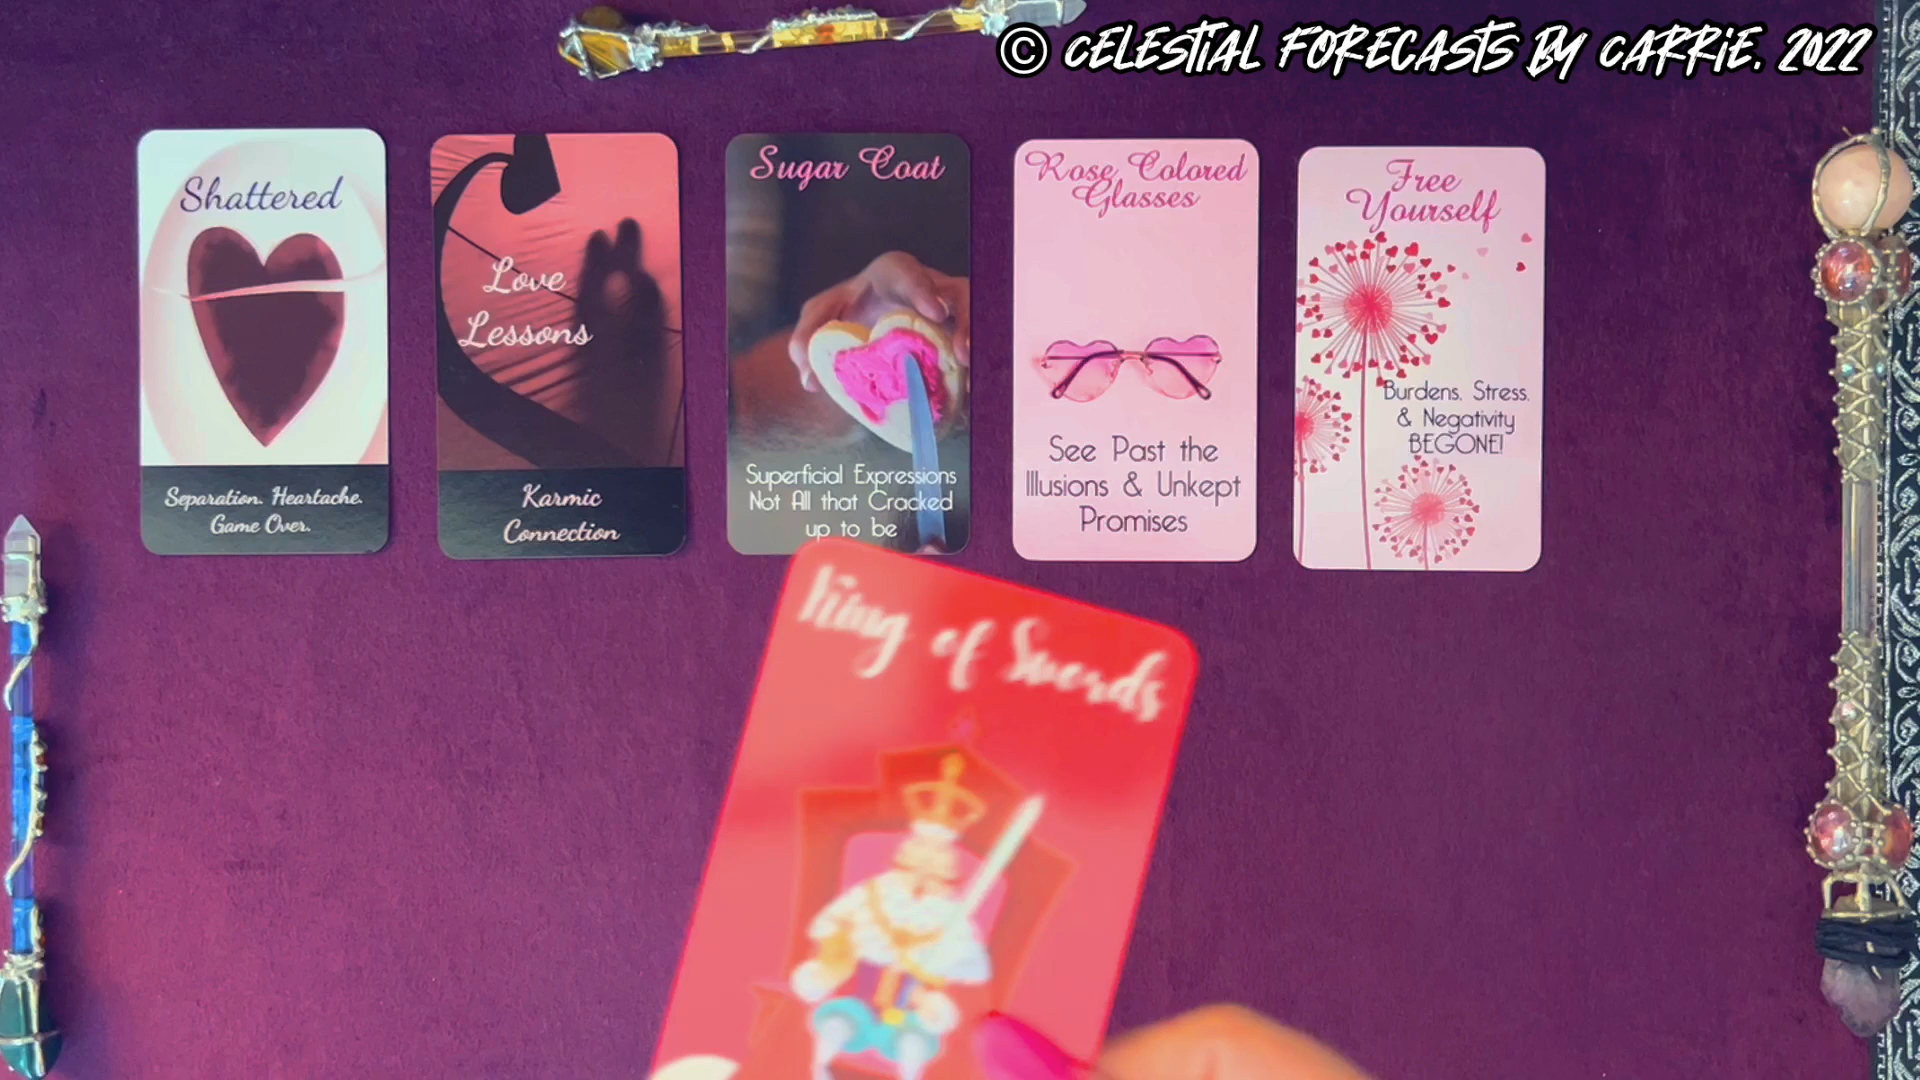 © CELESTIAL FORECASTS BY CARRIE. 2022
Shattered
Separation. Heartache.
Game Over.
Love
Lessons
Karmic
Connection
Sugar Coat
Superficial Expressions
Not All that Cracked
up to be
Rose Colored
Glasses
See Past the
Illusions & Unkept
Promises
Free
Yourself
Burdens. Stress.
& Negativity
BEGONE!
King of Swords